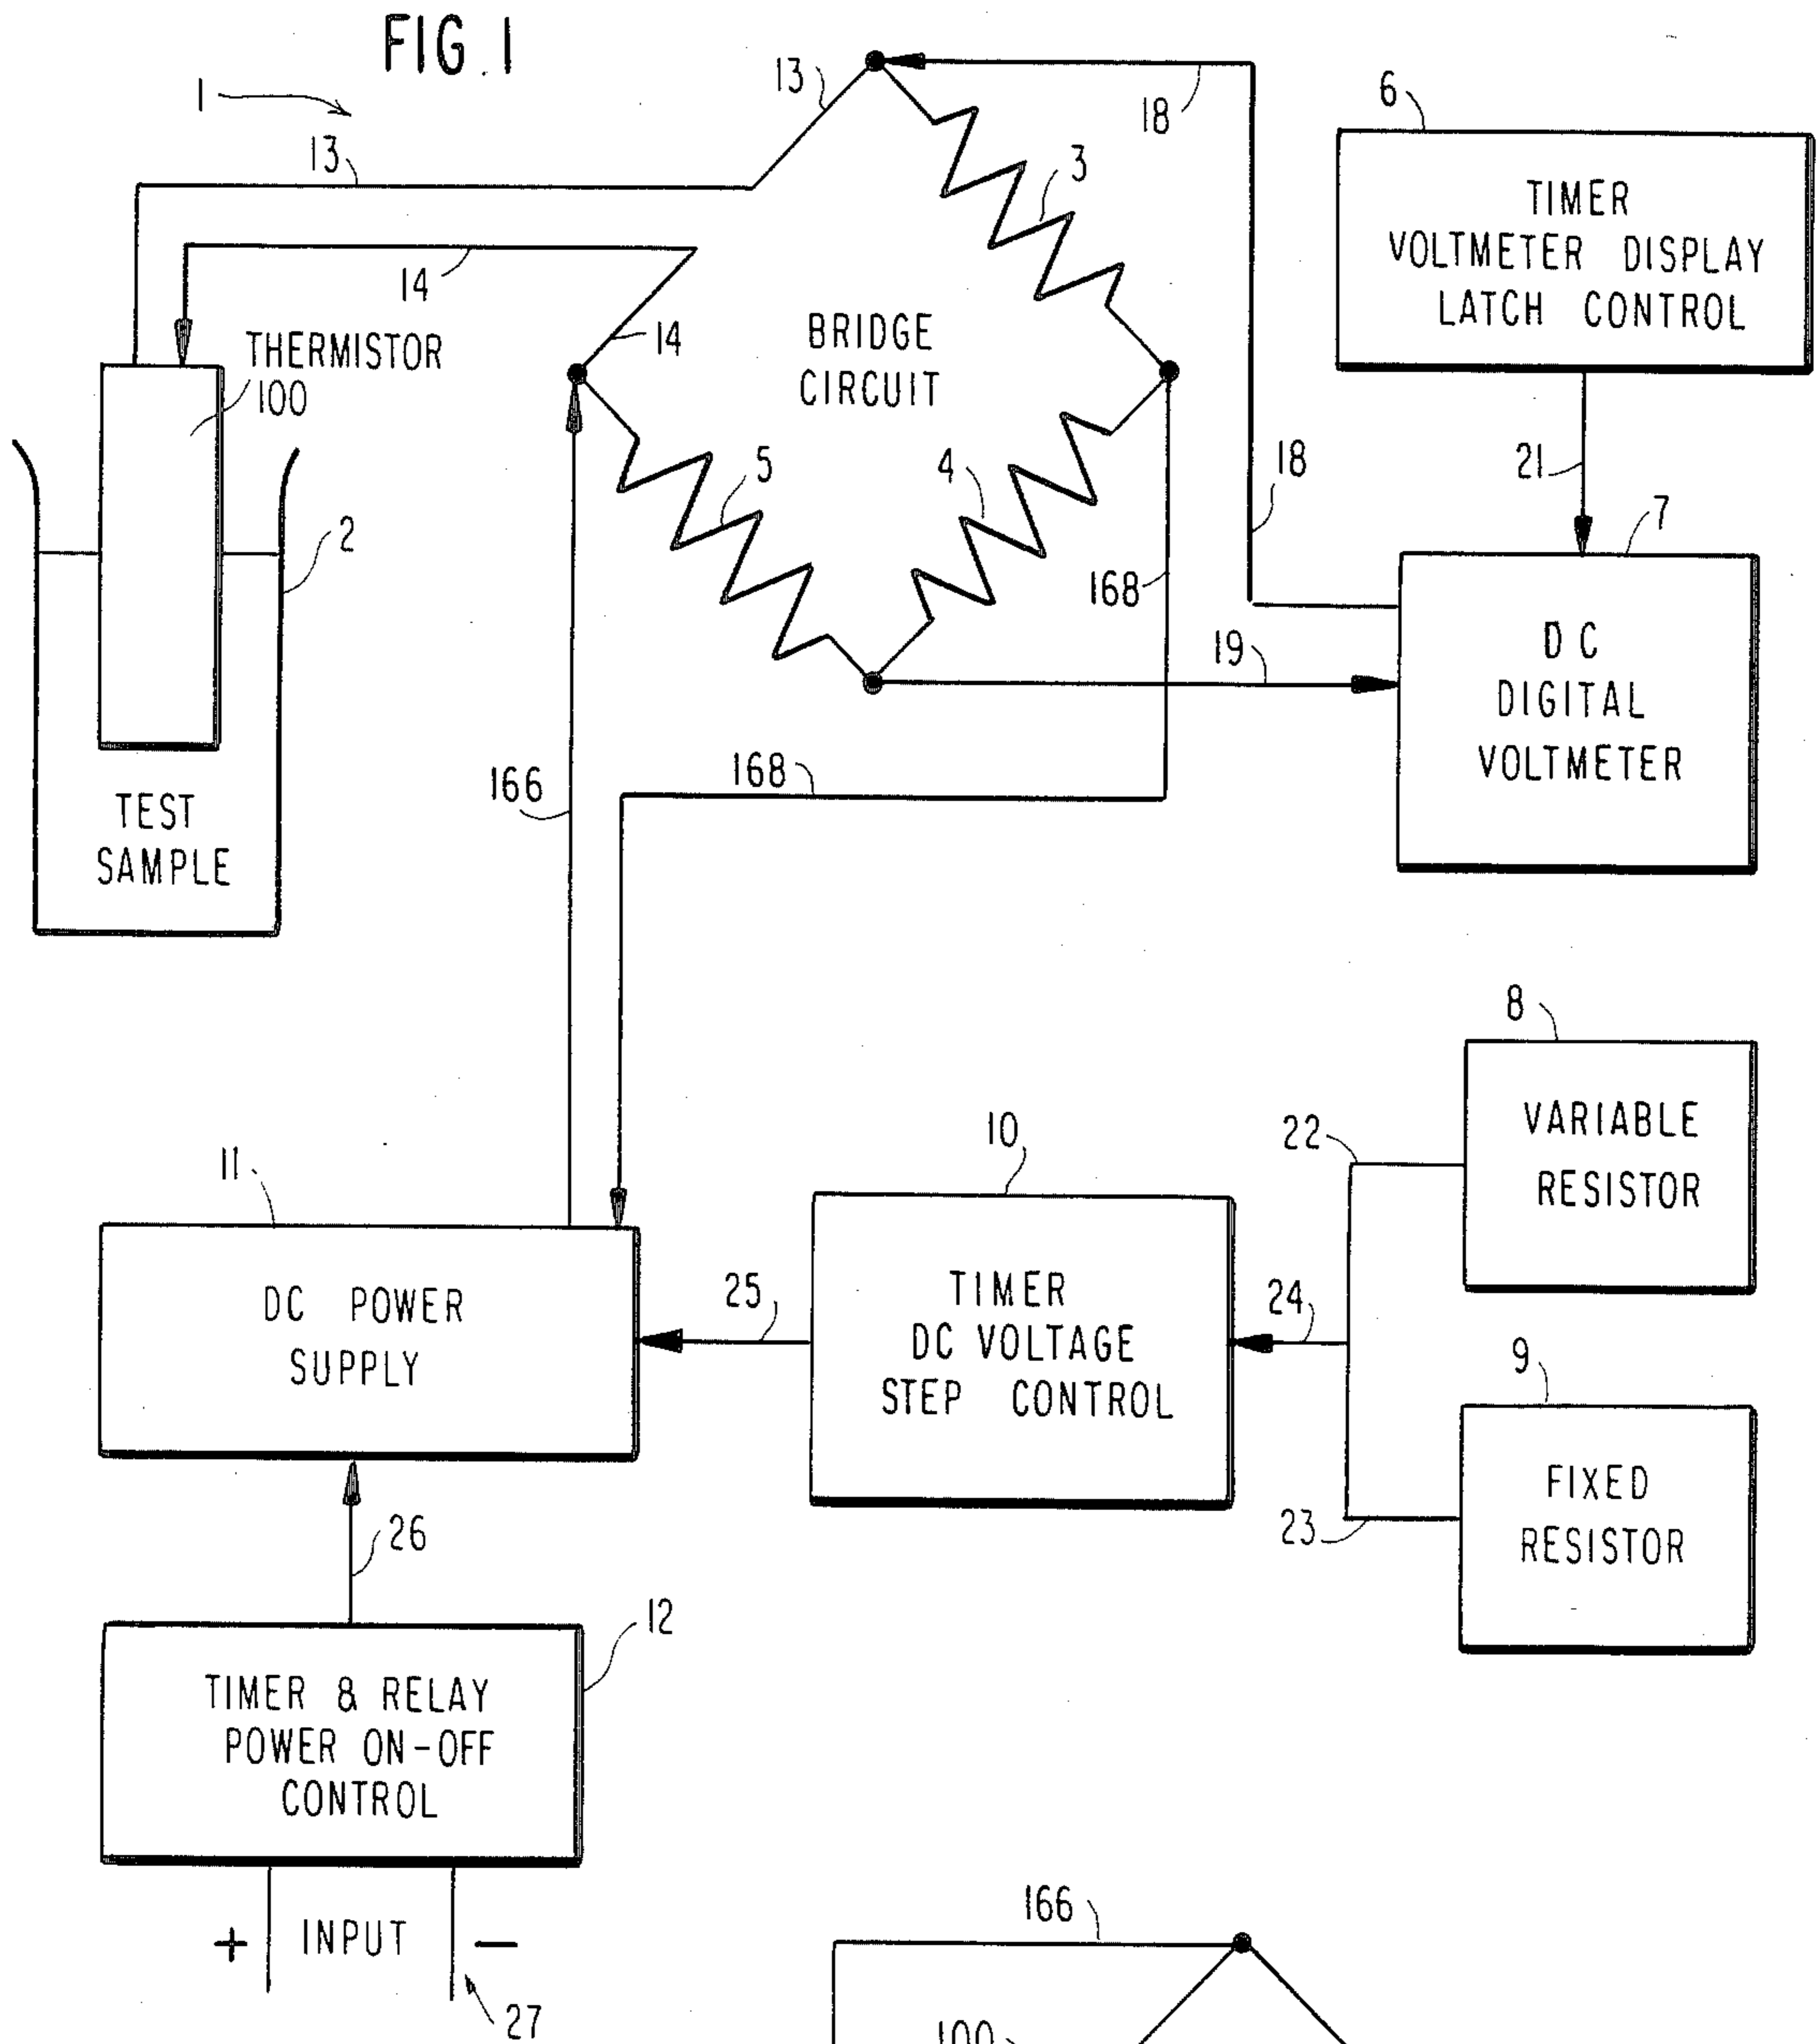 FIG. 1
1
13
13
18
6
TIMER
VOLTMETER DISPLAY
LATCH CONTROL
3
14
14
THERMISTOR
100
BRIDGE
CIRCUIT
18
21
7
5
4
2
168
DC
DIGITAL
VOLTMETER
19
166
168
TEST
SAMPLE
8
VARIABLE
RESISTOR
22
10
11
DC POWER
SUPPLY
25
TIMER
DC VOLTAGE
STEP CONTROL
24
9
FIXED
RESISTOR
23
26
12
TIMER & RELAY
POWER ON-OFF
CONTROL
+ INPUT -
27
166
100